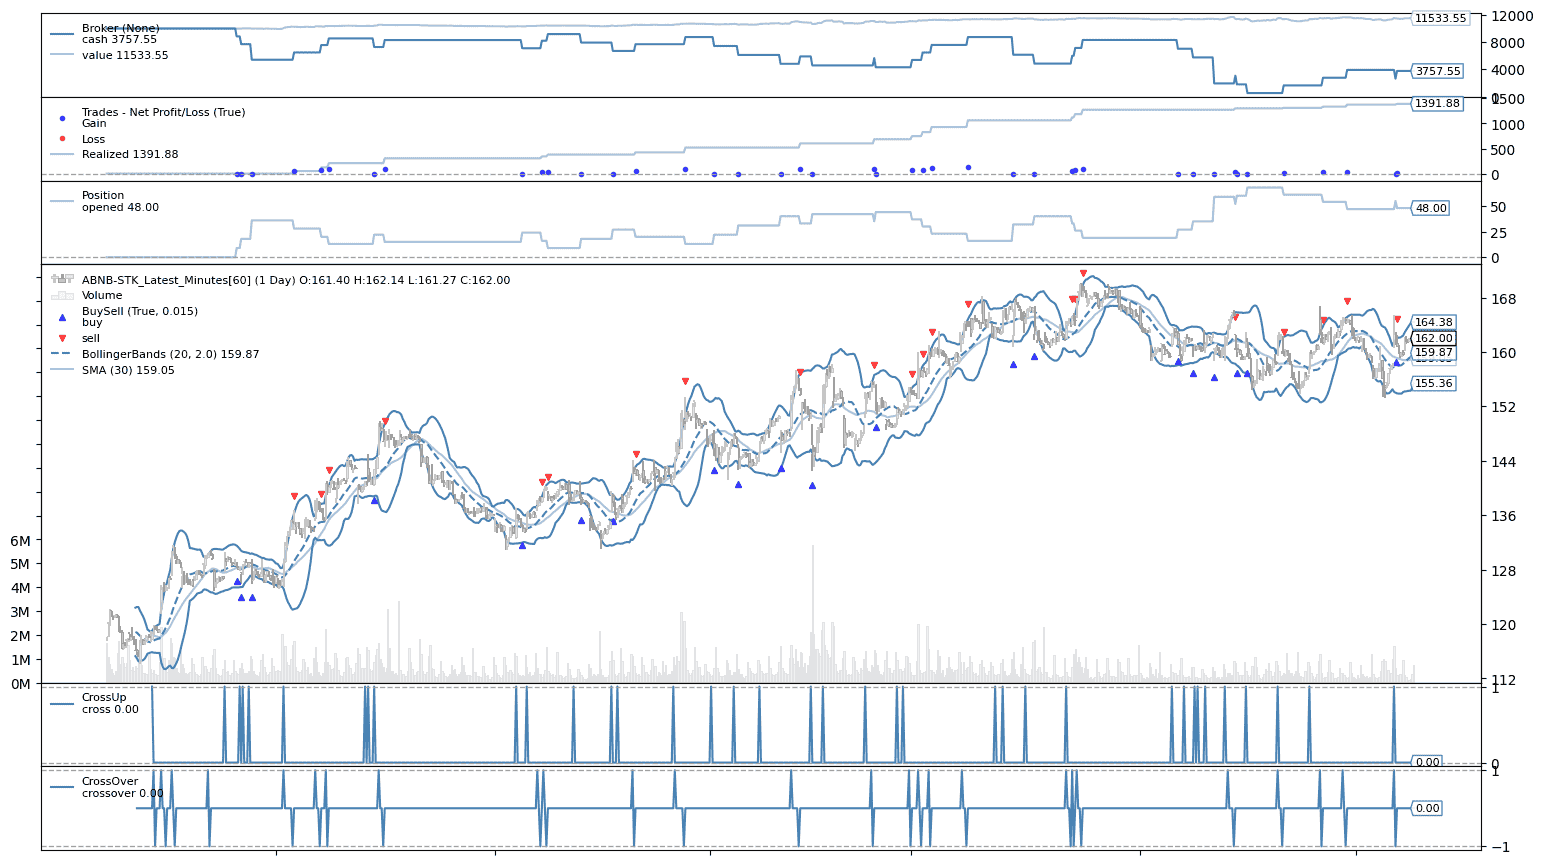 Broker (None)
cash 3757.55
value 11533.55
11533.55
3757.55
12000
8000
4000
0
Trades - Net Profit/Loss (True)
Gain
Loss
Realized 1391.88
1391.88
1500
1000
500
0
Position
opened 48.00
48.00
50
25
0
ABNB-STK_Latest_Minutes[60] (1 Day) O:161.40 H:162.14 L:161.27 C:162.00
Volume
BuySell (True, 0.015)
buy
sell
BollingerBands (20, 2.0) 159.87
SMA (30) 159.05
164.38
162.00
159.87
155.36
168
160
152
144
136
128
120
112
6M
5M
4M
3M
2M
1M
0M
CrossUp
cross 0.00
0.00
1
0
CrossOver
crossover 0.00
0.00
1
−1